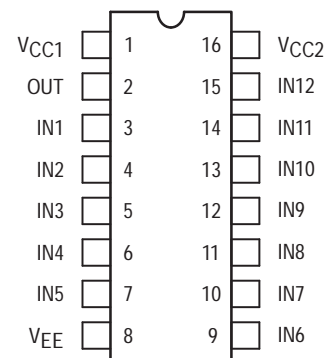 VCC1 1 16 VCC2
OUT 2 15 IN12
IN1 3 14 IN11
IN2 4 13 IN10
IN3 5 12 IN9
IN4 6 11 IN8
IN5 7 10 IN7
VEE 8 9 IN6